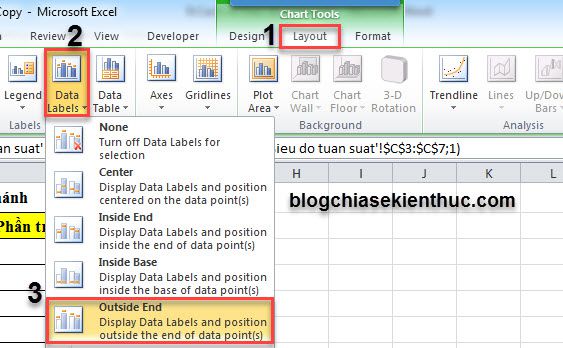 Copy - Microsoft Excel
Chart Tools
2
1
Review
View
Developer
Design
Layout
Format
Legend
Data Labels
Data Table
Axes
Gridlines
Plot Area
Chart Wall
Chart Floor
3-D Rotation
Trendline
Lines
Up/Down Bars
Labels
Background
Analysis
None
Turn off Data Labels for
selection
Center
Display Data Labels and position
centered on the data point(s)
Inside End
Display Data Labels and position
inside the end of data point(s)
Inside Base
Display Data Labels and position
inside the base of data point(s)
3
Outside End
Display Data Labels and position
outside the end of data point(s)
suat'!
ieu do tuan suat'!$C$3:$C$7;1)
H
I
J
K
L
blogchiasekienthuc.com
Phần